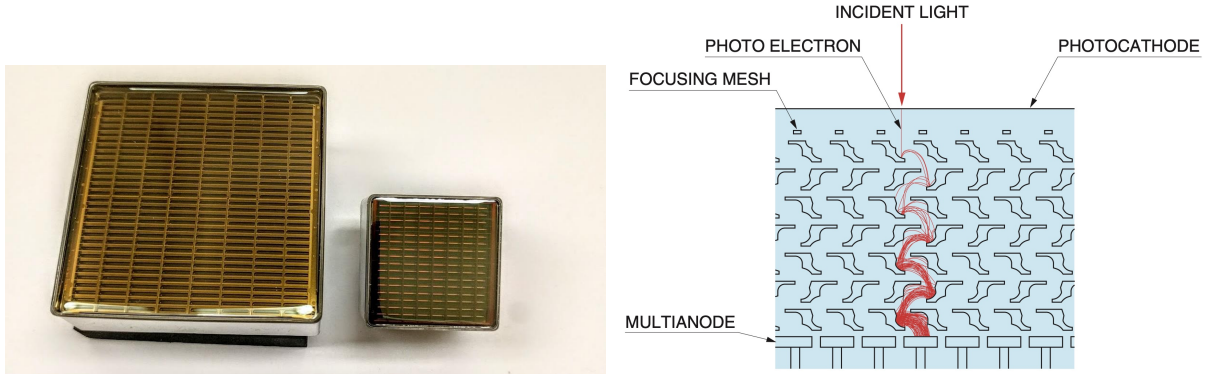 INCIDENT LIGHT
PHOTO ELECTRON
PHOTOCATHODE
FOCUSING MESH
MULTIANODE